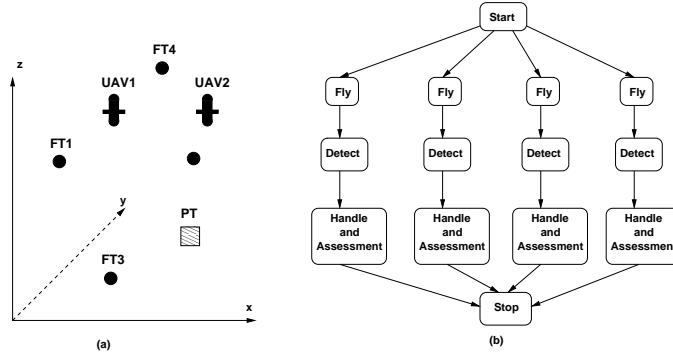 z
FT4
UAV1
UAV2
FT1
y
PT
FT3
x
(a)
Start
Fly
Fly
Fly
Fly
Detect
Detect
Detect
Detect
Handle
and
Assessment
Handle
and
Assessment
Handle
and
Assessment
Handle
and
Assessment
Stop
(b)